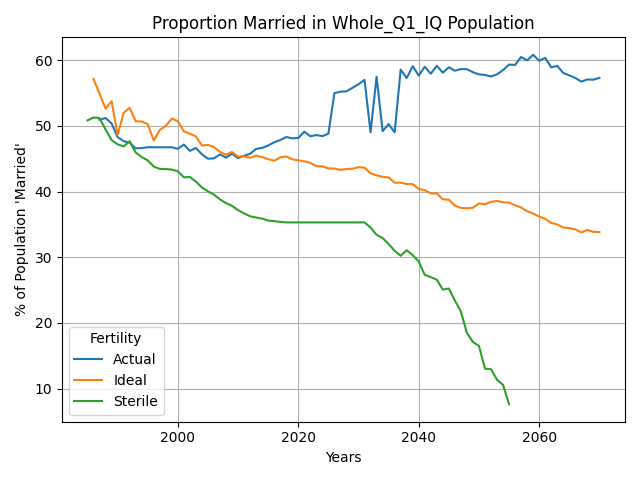 Proportion Married in Whole_Q1_IQ Population
% of Population 'Married'
60
50
40
30
20
10
Fertility
Actual
Ideal
Sterile
2000 2020 2040 2060
Years